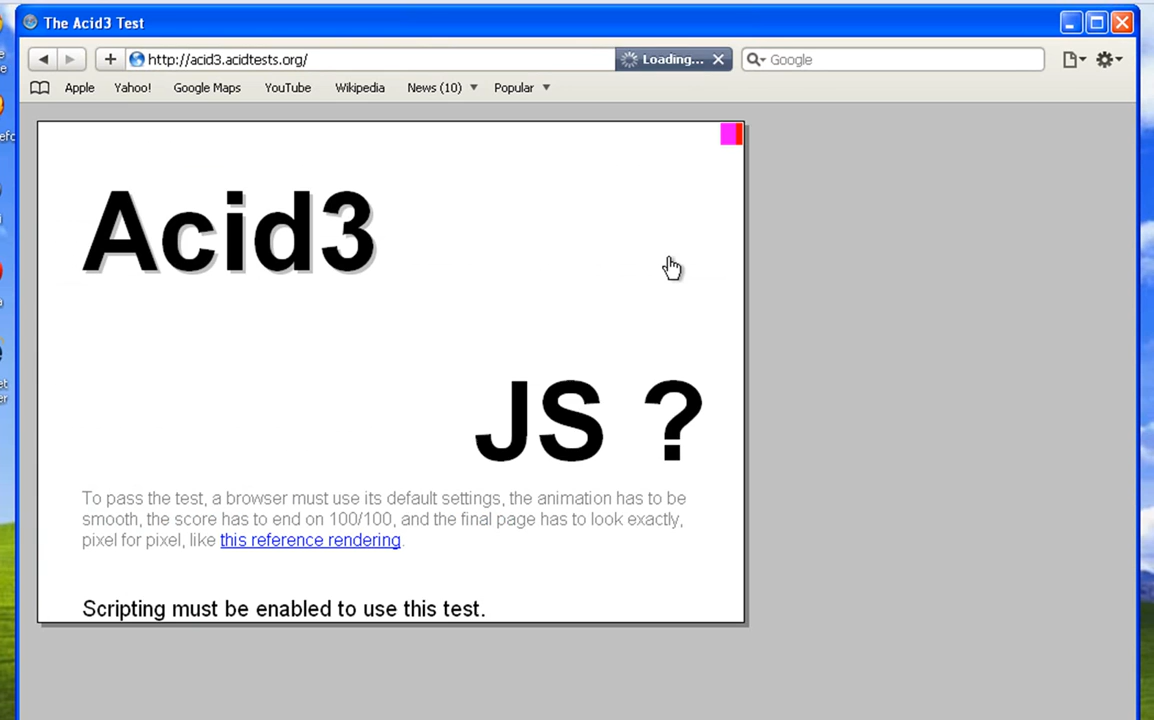 The Acid3 Test
http://acid3.acidtests.org/
Loading...
Google
Apple
Yahoo!
Google Maps
YouTube
Wikipedia
News (10)
Popular
Acid3
JS ?
To pass the test, a browser must use its default settings, the animation has to be
smooth, the score has to end on 100/100, and the final page has to look exactly,
pixel for pixel, like this reference rendering.
Scripting must be enabled to use this test.